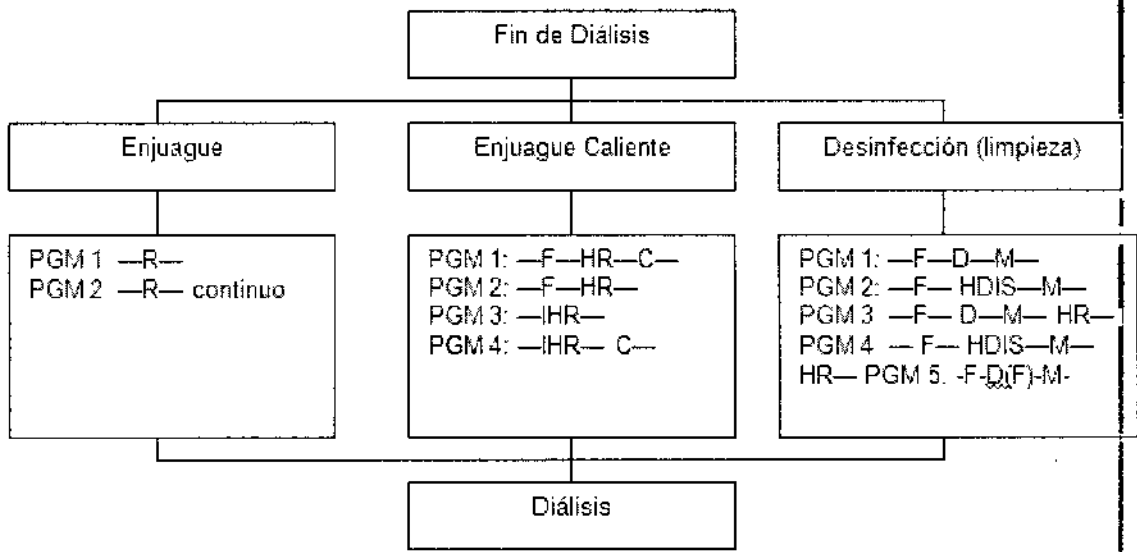 Fin de Diálisis
Enjuague
Enjuague Caliente
Desinfección (limpieza)
PGM 1 —R—
PGM 2 —R— continuo
PGM 1: —F—HR—C—
PGM 2: —F—HR—
PGM 3: —IHR—
PGM 4: —IHR— C—
PGM 1: —F—D—M—
PGM 2: —F— HDIS—M—
PGM 3 —F— D—M— HR—
PGM 4 — F— HDIS—M—
HR— PGM 5. -F-D(F)-M-
Diálisis